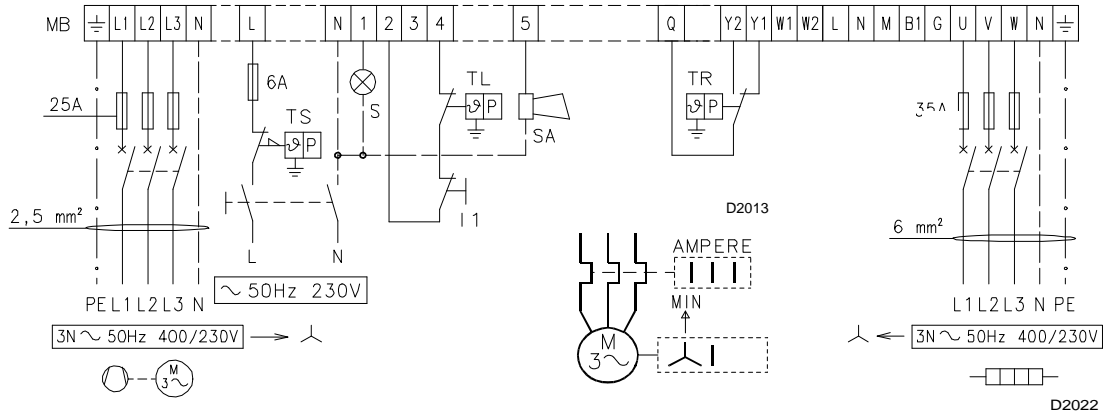 MB L1 L2 L3 N L N 1 2 3 4 5 Q Y2 Y1 W1 W2 L N M B1 G U V W N
25A
6A
TS
ϑ P
S
TL
ϑ P
SA
TR
ϑ P
35A
2,5 mm²
I1
D2013
6 mm²
L N
AMPERE
∼ 50Hz 230V
PE L1 L2 L3 N
MIN
L1 L2 L3 N PE
3N ∼ 50Hz 400/230V
M
3∼
3N ∼ 50Hz 400/230V
M
3∼
D2022